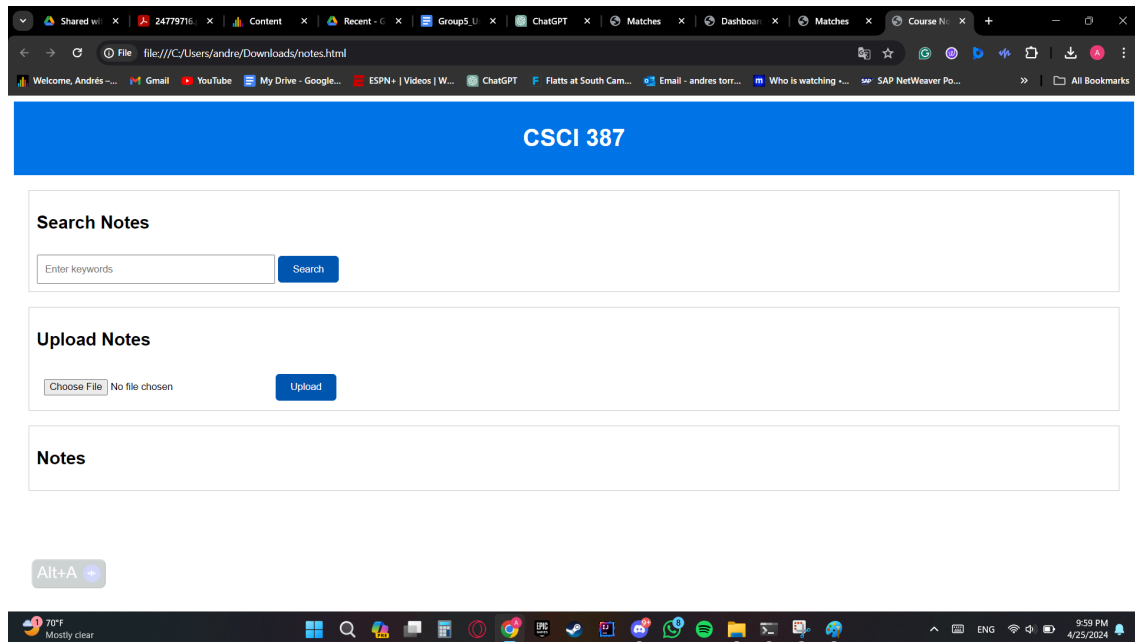 Shared wit
24779716.
Content
Recent - G
Group5_U
ChatGPT
Matches
Dashboar
Matches
Course No
File file:///C:/Users/andre/Downloads/notes.html
Welcome, Andrés –...
Gmail
YouTube
My Drive - Google...
ESPN+ | Videos | W...
ChatGPT
Flatts at South Cam...
Email - andres torr...
Who is watching •...
SAP NetWeaver Po...
»
All Bookmarks
CSCI 387
Search Notes
Enter keywords Search
Upload Notes
Choose File No file chosen Upload
Notes
Alt+A
70°F
Mostly clear
ENG
9:59 PM
4/25/2024